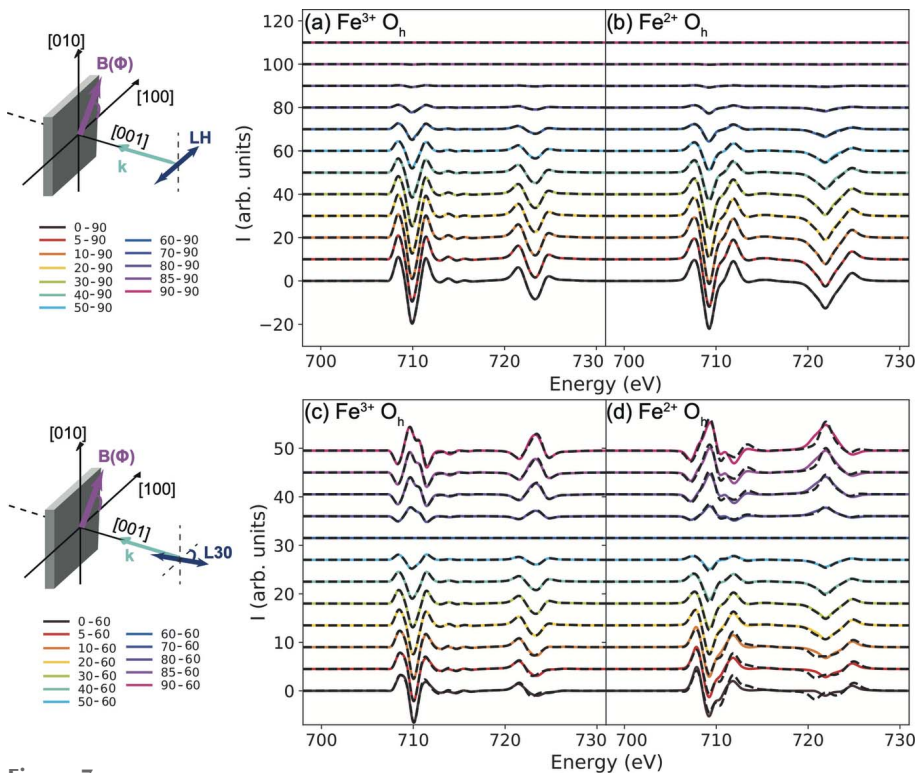 [010]
B(Φ)
[100]
[001]
LH
k
0-90
5-90
10-90
20-90
30-90
40-90
50-90
60-90
70-90
80-90
85-90
90-90
(a) Fe³⁺ Oₕ
(b) Fe²⁺ Oₕ
I (arb. units)
100
80
60
40
20
0
−20
700 710 720 730 700 710 720 730
Energy (eV) Energy (eV)
[010]
B(Φ)
[100]
[001]
L30
k
0-60
5-60
10-60
20-60
30-60
40-60
50-60
60-60
70-60
80-60
85-60
90-60
(c) Fe³⁺ Oₕ
(d) Fe²⁺ Oₕ
I (arb. units)
50
40
30
20
10
0
700 710 720 730 700 710 720 730
Energy (eV) Energy (eV)